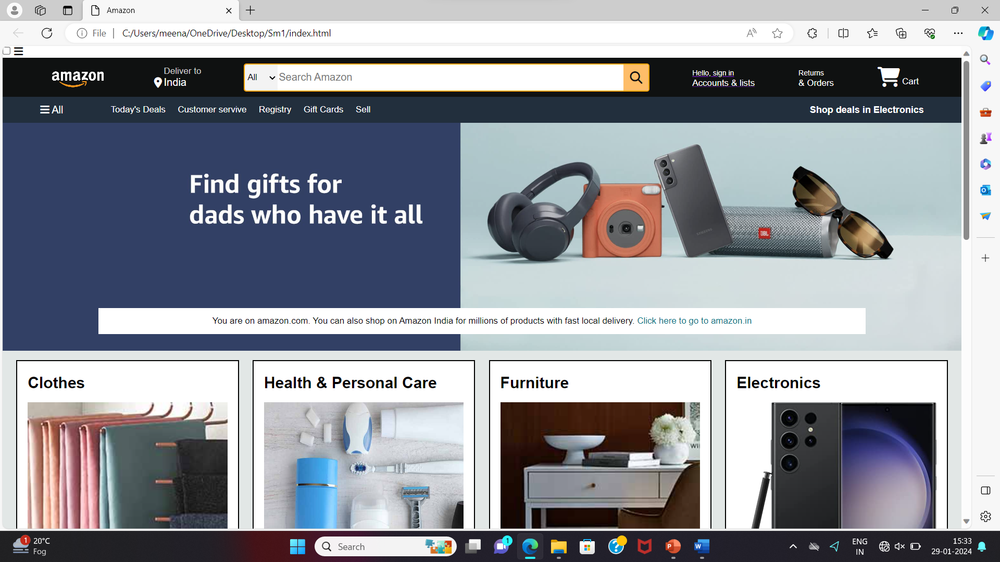 Amazon
File
C:/Users/meena/OneDrive/Desktop/Sm1/index.html
amazon
Deliver to
India
All
Search Amazon
Hello, sign in
Accounts & lists
Returns
& Orders
Cart
All
Today's Deals
Customer servive
Registry
Gift Cards
Sell
Shop deals in Electronics
Find gifts for
dads who have it all
SAMSUNG
JBL
You are on amazon.com. You can also shop on Amazon India for millions of products with fast local delivery. Click here to go to amazon.in
Clothes
Health & Personal Care
Furniture
Electronics
1
20°C
Fog
Search
1
ENG
IN
15:33
29-01-2024